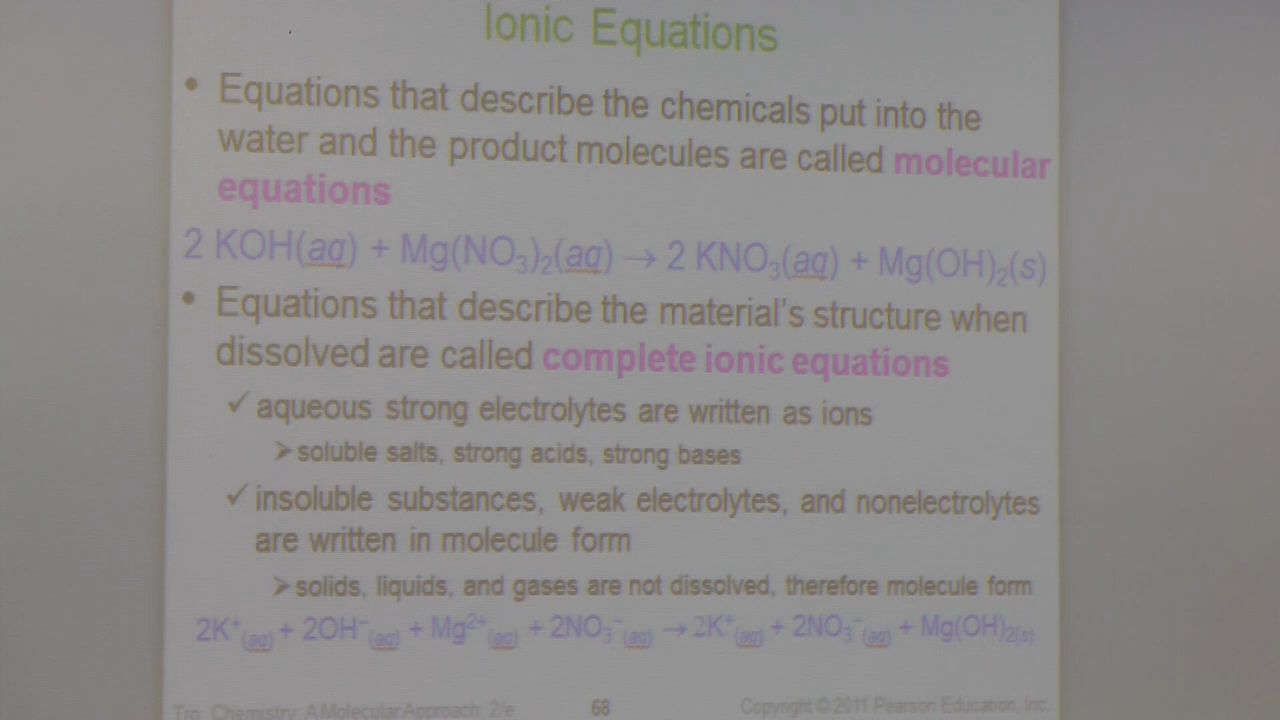 Ionic Equations
• Equations that describe the chemicals put into the
water and the product molecules are called molecular
equations
2 KOH(aq) + Mg(NO₃)₂(aq) → 2 KNO₃(aq) + Mg(OH)₂(s)
• Equations that describe the material's structure when
dissolved are called complete ionic equations
✓ aqueous strong electrolytes are written as ions
➢ soluble salts, strong acids, strong bases
✓ insoluble substances, weak electrolytes, and nonelectrolytes
are written in molecule form
➢ solids, liquids, and gases are not dissolved, therefore molecule form
2K⁺(aq) + 2OH⁻(aq) + Mg²⁺(aq) + 2NO₃⁻(aq) → 2K⁺(aq) + 2NO₃⁻(aq) + Mg(OH)₂(s)
Tro: Chemistry: A Molecular Approach, 2/e
68
Copyright © 2011 Pearson Education, Inc.